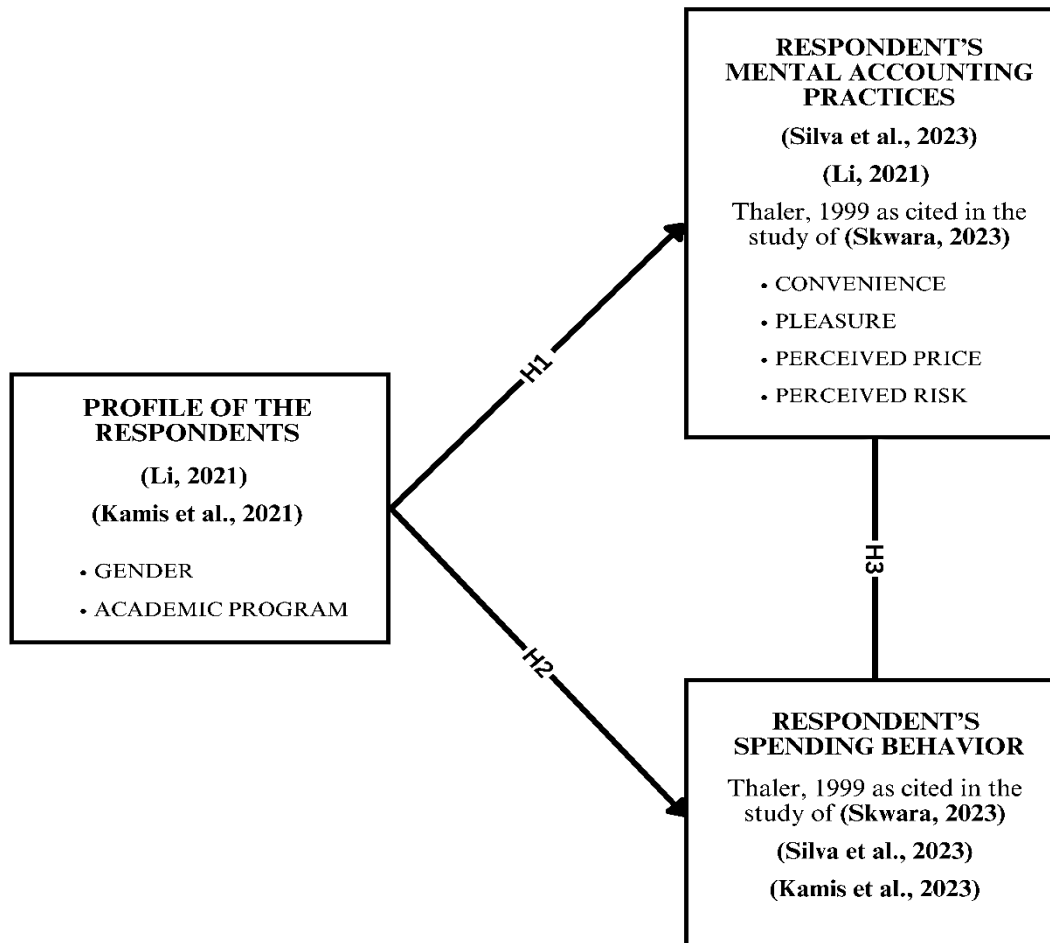 RESPONDENT'S
MENTAL ACCOUNTING
PRACTICES
(Silva et al., 2023)
(Li, 2021)
Thaler, 1999 as cited in the
study of (Skwara, 2023)
• CONVENIENCE
• PLEASURE
• PERCEIVED PRICE
• PERCEIVED RISK
H1
PROFILE OF THE
RESPONDENTS
(Li, 2021)
(Kamis et al., 2021)
• GENDER
• ACADEMIC PROGRAM
H3
H2
RESPONDENT'S
SPENDING BEHAVIOR
Thaler, 1999 as cited in the
study of (Skwara, 2023)
(Silva et al., 2023)
(Kamis et al., 2023)